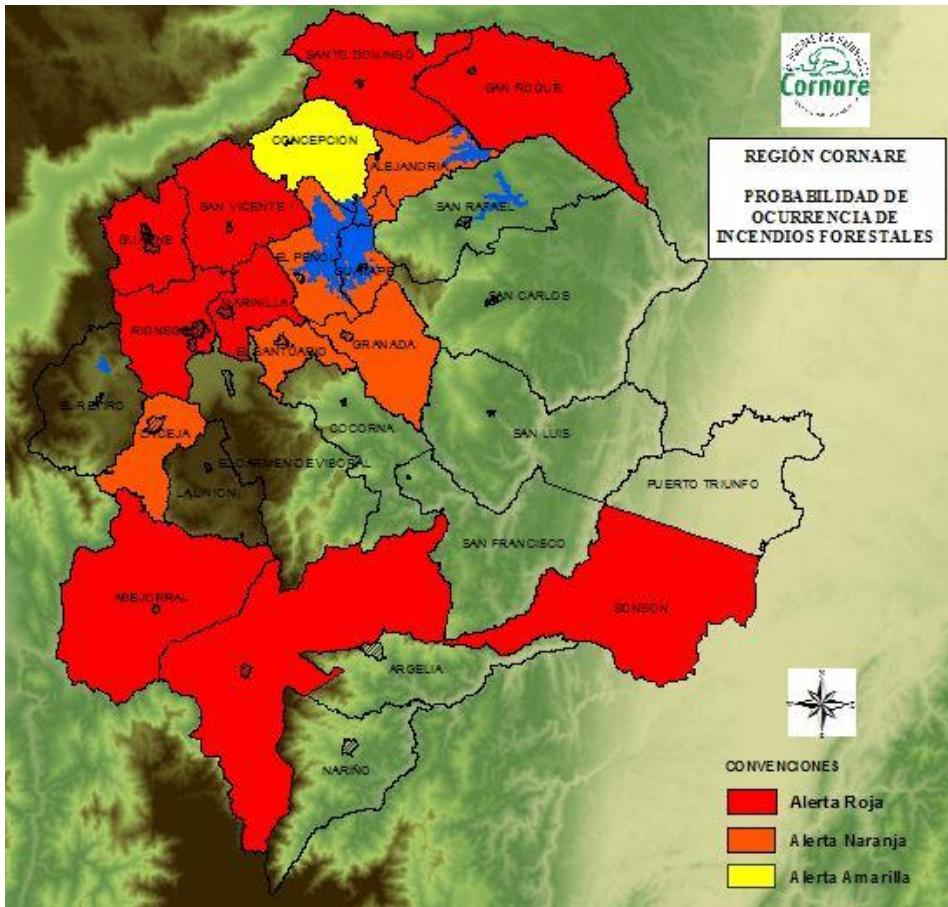 Cornare
REGIÓN CORNARE
PROBABILIDAD DE
OCURRENCIA DE
INCENDIOS FORESTALES
SANTO DOMINGO
SAN ROQUE
CONCEPCION
ALEJANDRIA
SAN VICENTE
SAN RAFAEL
GUARNE
EL PEÑO
GUATAPE
SAN CARLOS
MARINILLA
RIONEGRO
EL SANTUARIO
GRANADA
EL RETIRO
LA CEJA
COCORNA
SAN LUIS
EL CARMEN DE VIBORAL
LA UNION
PUERTO TRIUNFO
SAN FRANCISCO
ABEJORRAL
SONSON
ARGELIA
NARIÑO
CONVENCIONES
Alerta Roja
Alerta Naranja
Alerta Amarilla